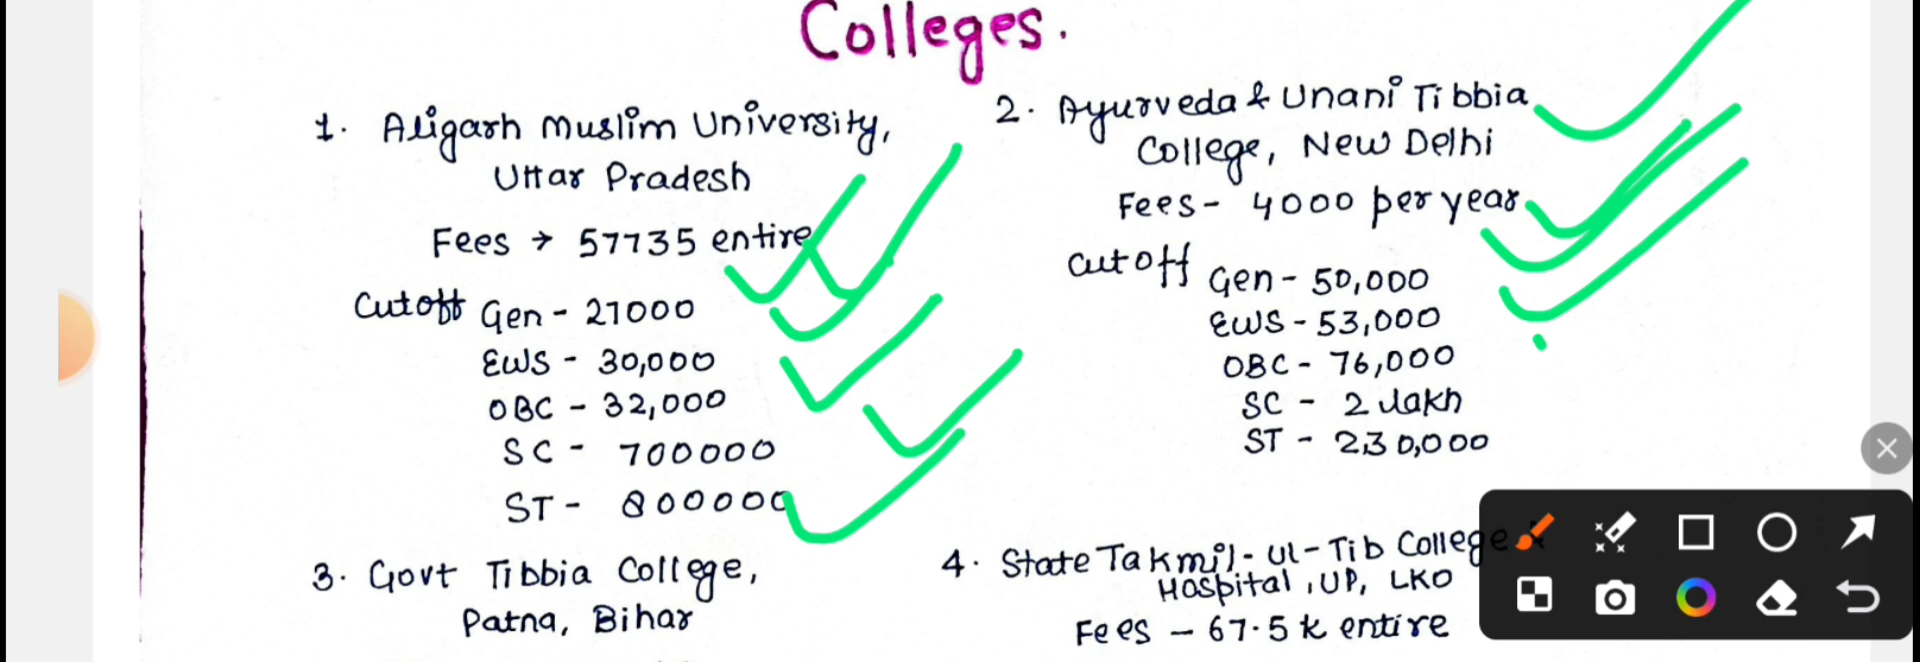 Colleges.
1. Aligarh Muslim University,
Uttar Pradesh
Fees → 57735 entire
Cutoff Gen - 27000
EWS - 30,000
OBC - 32,000
SC - 700000
ST - 800000
2. Ayurveda & Unani Tibbia
College, New Delhi
Fees - 4000 per year
Cutoff Gen - 50,000
EWS - 53,000
OBC - 76,000
SC - 2 lakh
ST - 230,000
3. Govt Tibbia College,
Patna, Bihar
4. State Takmil-ul-Tib College
Hospital, UP, LKO
Fees - 67.5 k entire